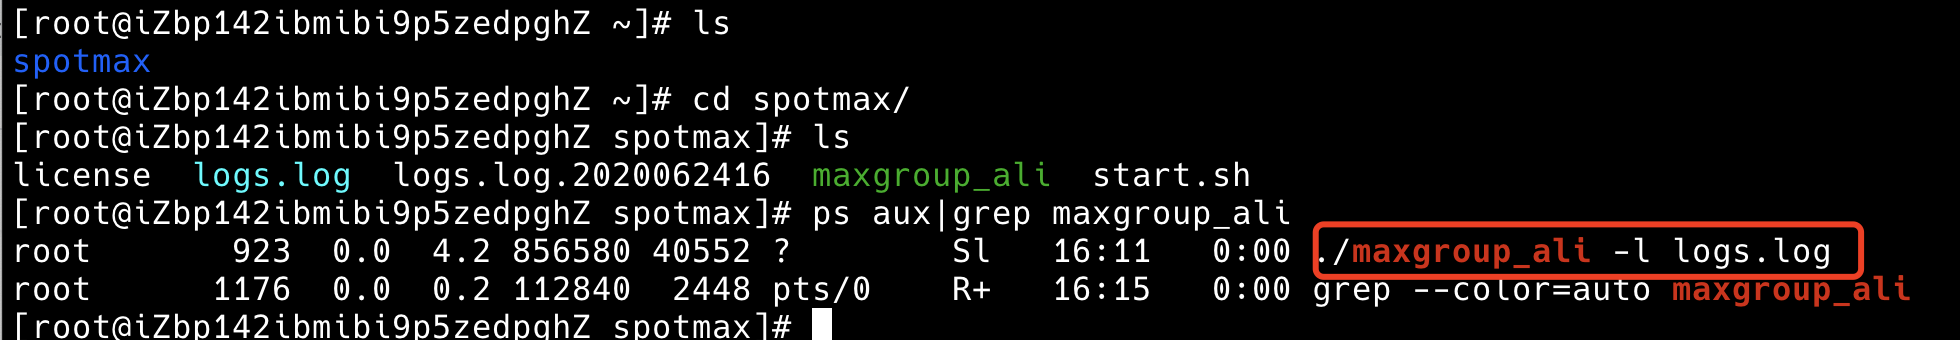 [root@iZbp142ibmibi9p5zedpghZ ~]# ls
spotmax
[root@iZbp142ibmibi9p5zedpghZ ~]# cd spotmax/
[root@iZbp142ibmibi9p5zedpghZ spotmax]# ls
license  logs.log  logs.log.2020062416  maxgroup_ali  start.sh
[root@iZbp142ibmibi9p5zedpghZ spotmax]# ps aux|grep maxgroup_ali
root       923  0.0  4.2 856580 40552 ?        Sl   16:11   0:00 ./maxgroup_ali -l logs.log
root      1176  0.0  0.2 112840  2448 pts/0    R+   16:15   0:00 grep --color=auto maxgroup_ali
[root@iZbp142ibmibi9p5zedpghZ spotmax]#